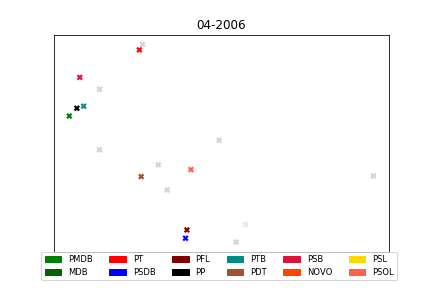 04-2006
PMDB PT PFL PTB PSB PSL
MDB PSDB PP PDT NOVO PSOL